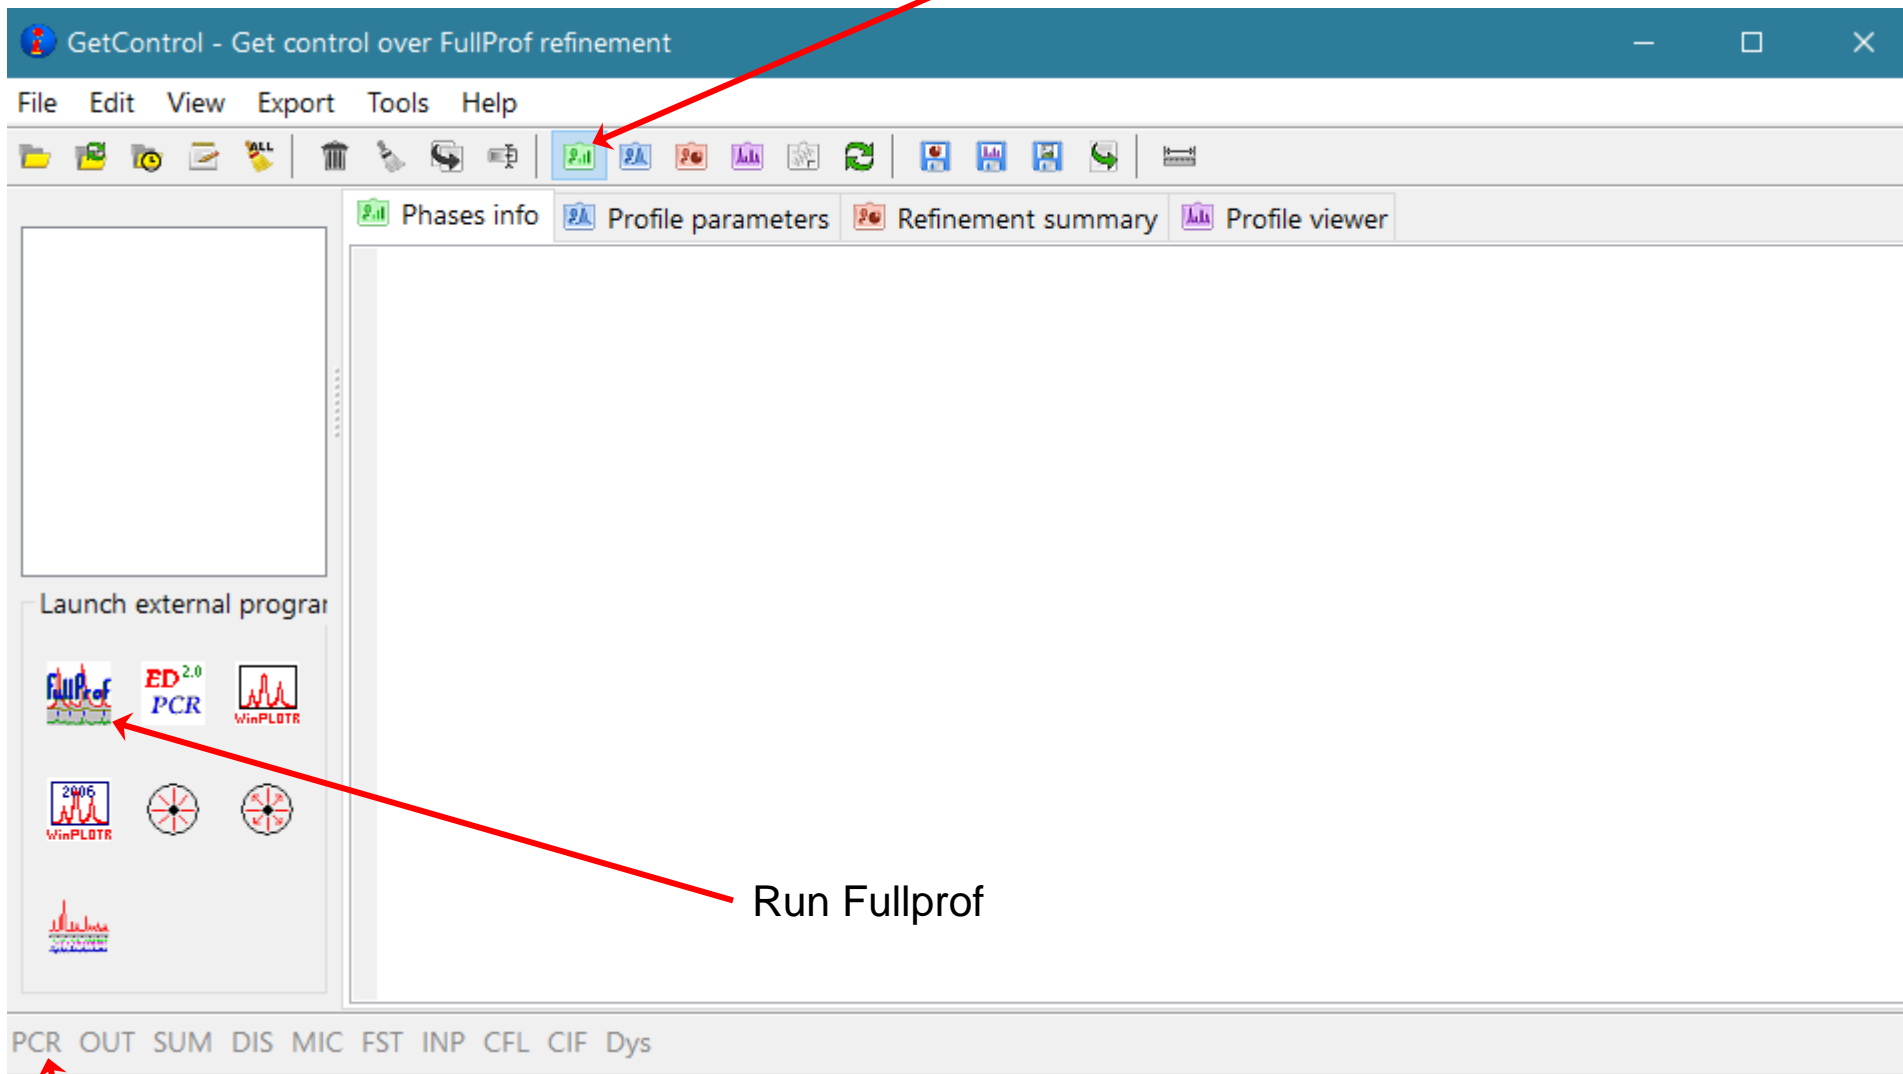 GetControl - Get control over FullProf refinement
File Edit View Export Tools Help
ALL
Phases info Profile parameters Refinement summary Profile viewer
Launch external prograr
FullProf ED 2.0 PCR WinPLOTR
2006 WinPLOTR
Run Fullprof
PCR OUT SUM DIS MIC FST INP CFL CIF Dys